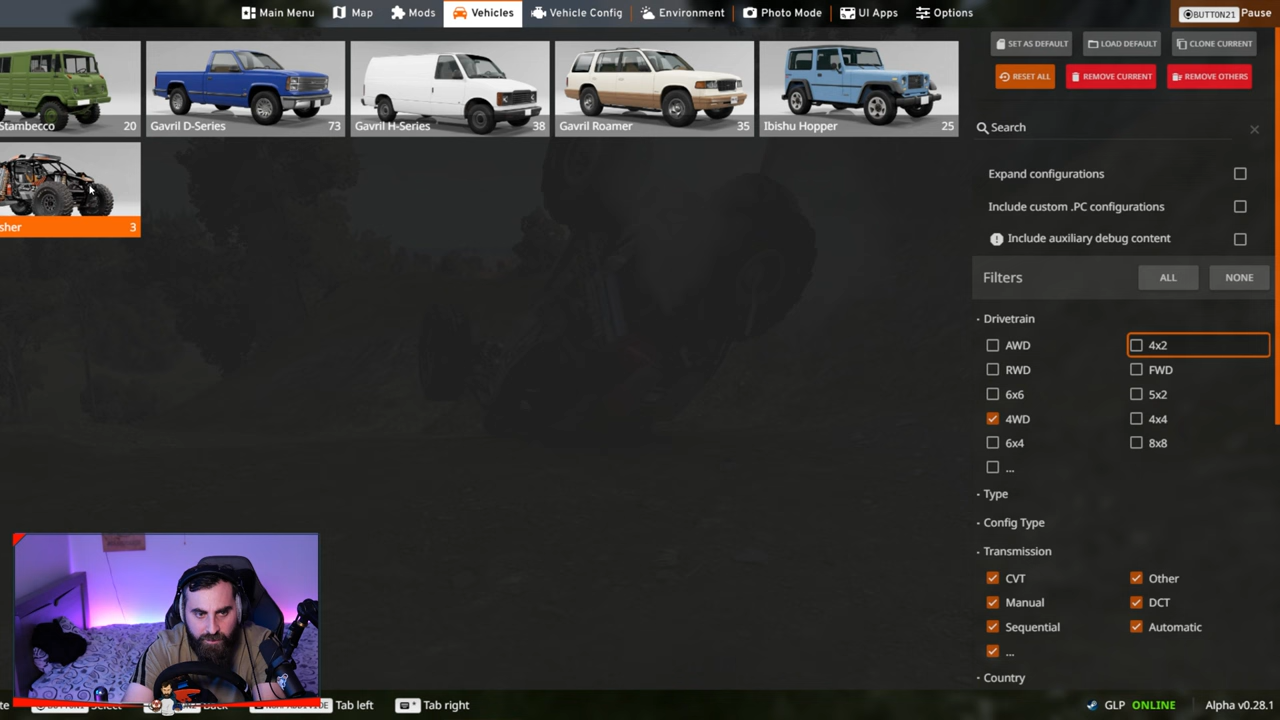 Main Menu Map Mods Vehicles Vehicle Config Environment Photo Mode UI Apps Options BUTTON21 Pause
SET AS DEFAULT LOAD DEFAULT CLONE CURRENT
RESET ALL REMOVE CURRENT REMOVE OTHERS
Stambecco 20 Gavril D-Series 73 Gavril H-Series 38 Gavril Roamer 35 Ibishu Hopper 25
Search
Expand configurations
Include custom .PC configurations
sher 3
Include auxiliary debug content
Filters ALL NONE
Drivetrain
AWD 4x2
RWD FWD
6x6 5x2
4WD 4x4
6x4 8x8
...
Type
Config Type
Transmission
CVT Other
Manual DCT
Sequential Automatic
...
Country
Select Back Tab left Tab right GLP ONLINE Alpha v0.28.1